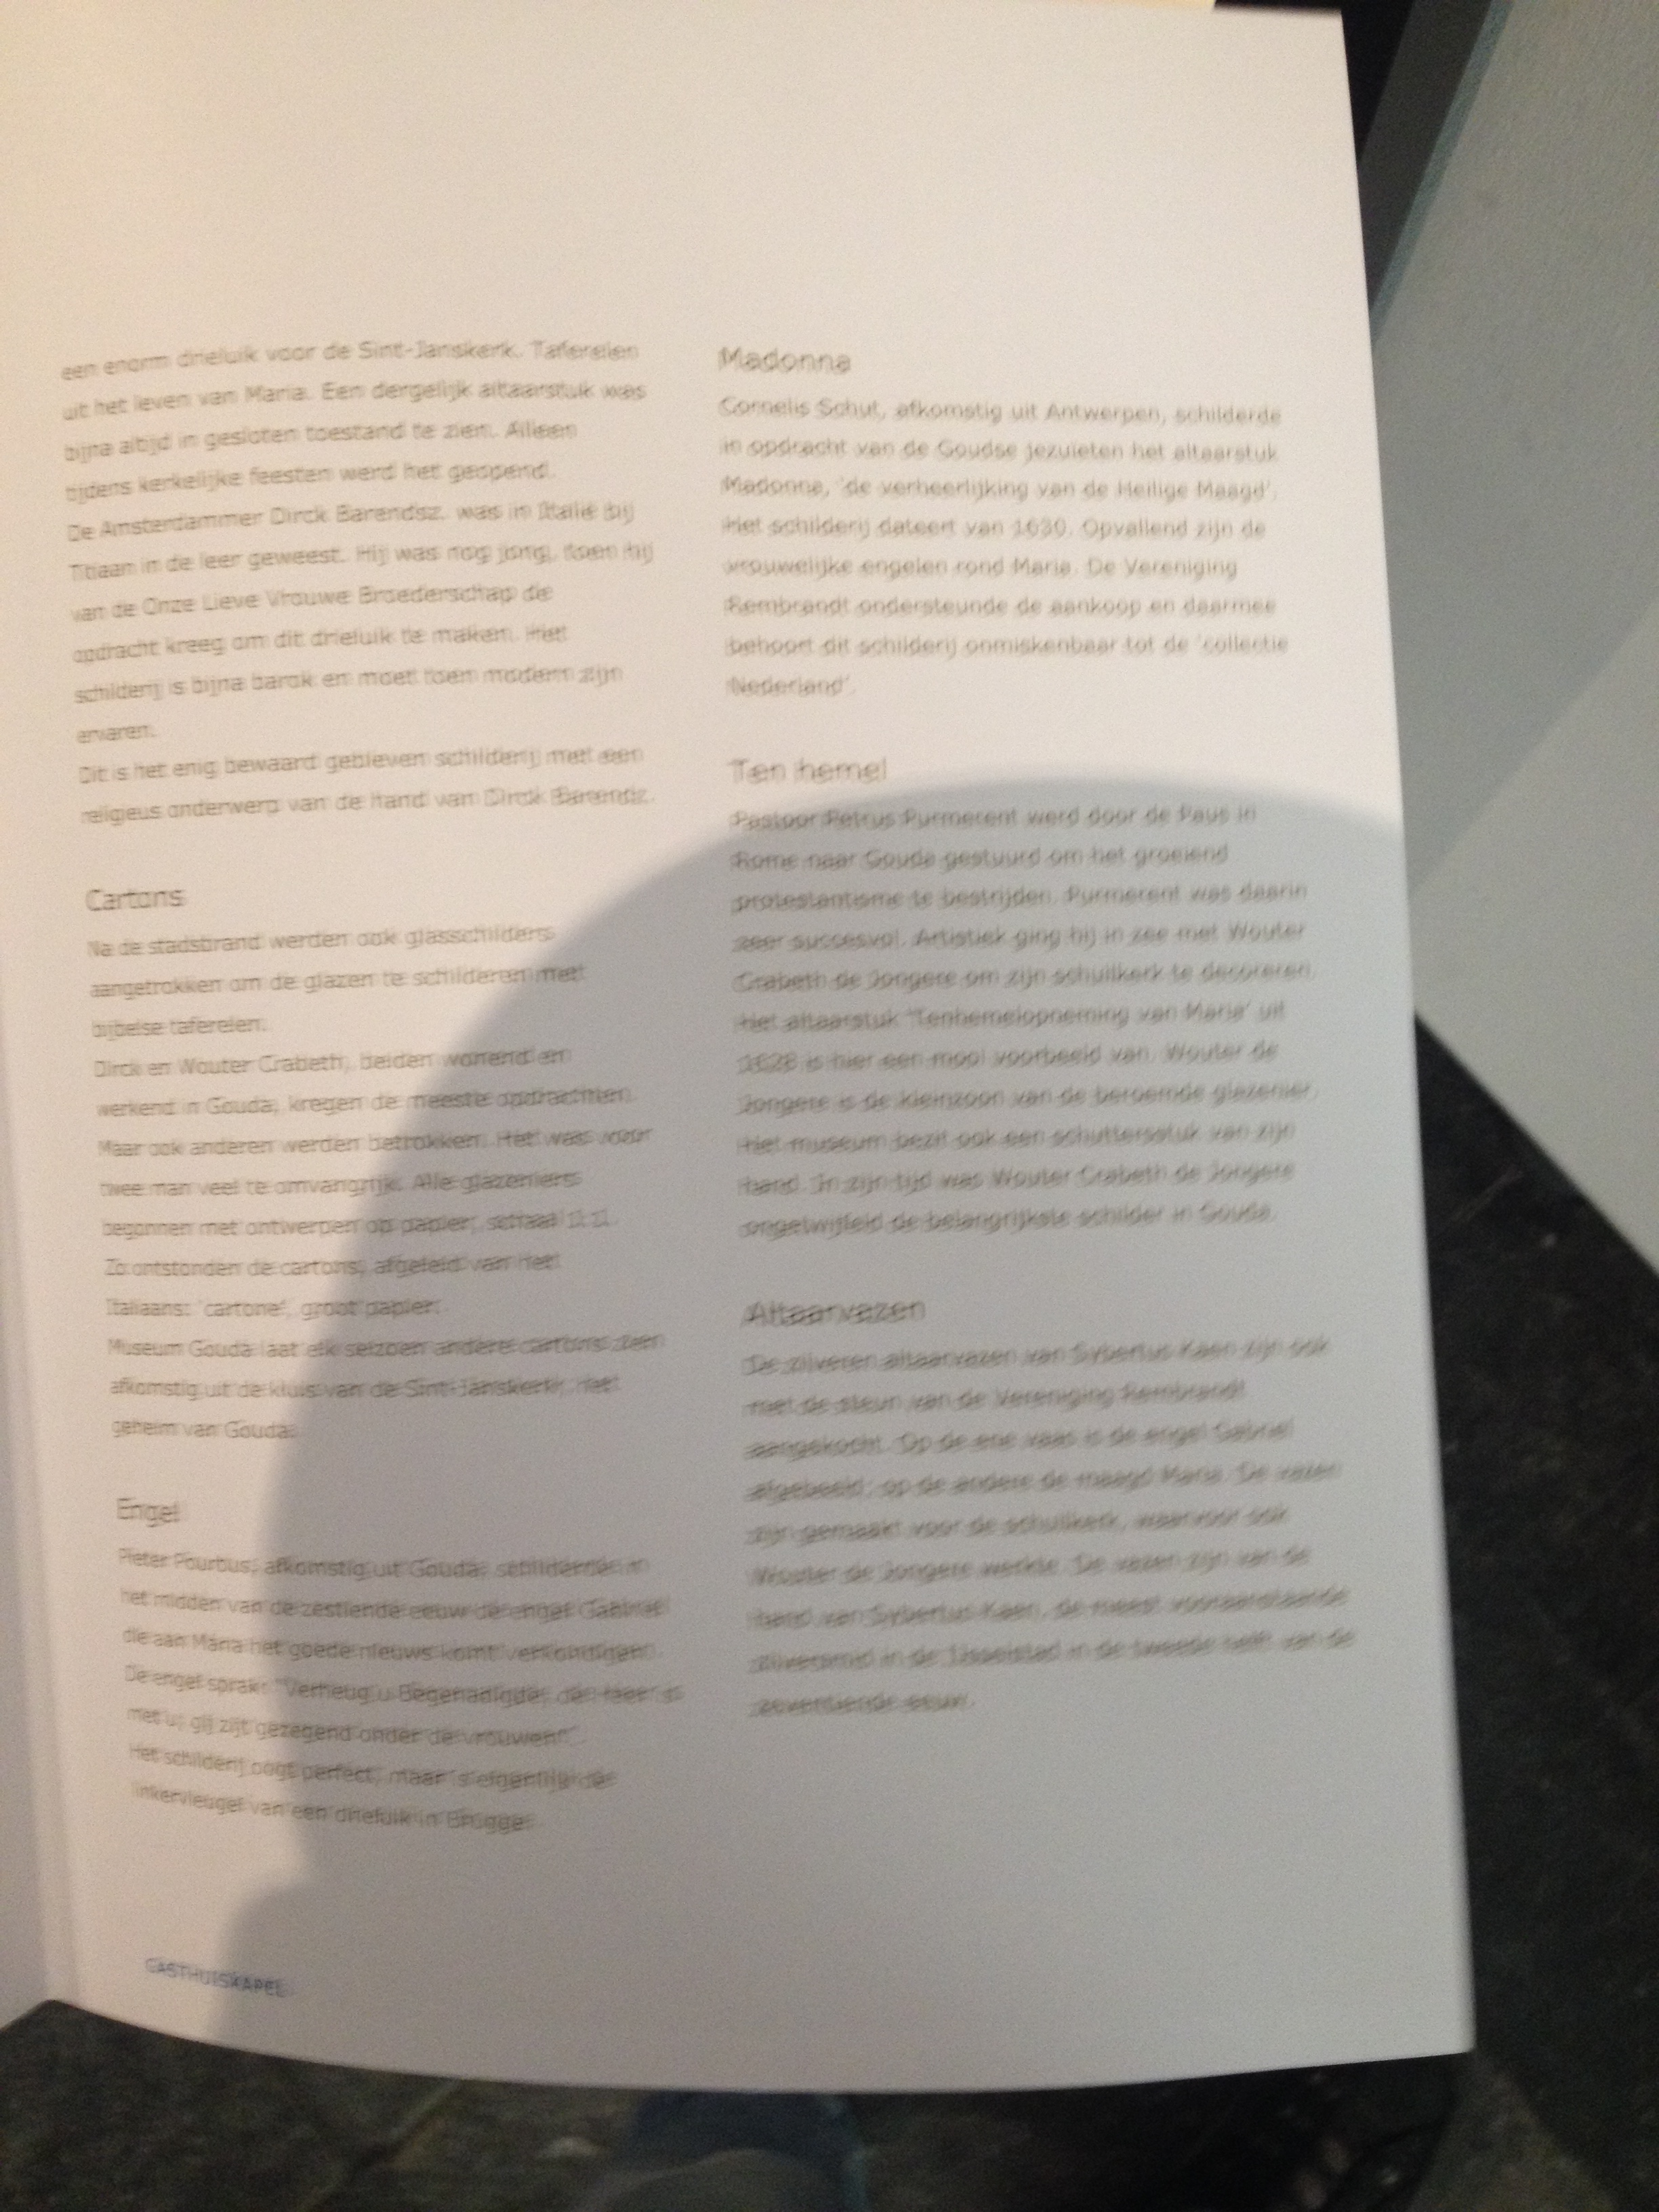 een enorm drieluik voor de Sint-Janskerk. Taferelen
uit het leven van Maria. Een dergelijk altaarstuk was
bijna altijd in gesloten toestand te zien. Alleen
tijdens kerkelijke feesten werd het geopend.
De Amsterdammer Dirck Barendsz. was in Italië bij
Titiaan in de leer geweest. Hij was nog jong, toen hij
van de Onze Lieve Vrouwe Broederschap de
opdracht kreeg om dit drieluik te maken. Het
schilderij is bijna barok en moet toen modern zijn
ervaren.
Dit is het enig bewaard gebleven schilderij met een
religieus onderwerp van de hand van Dirck Barendz.
Cartons
Na de stadsbrand werden ook glasschilders
aangetrokken om de glazen te schilderen met
bijbelse taferelen.
Dirck en Wouter Crabeth, beiden wonend en
werkend in Gouda, kregen de meeste opdrachten.
Maar ook anderen werden betrokken. Het was voor
twee man veel te omvangrijk. Alle glazeniers
begonnen met ontwerpen op papier, schaal 1:1.
Zo ontstonden de cartons, afgeleid van het
Italiaans: 'cartone', groot papier.
Museum Gouda laat elk seizoen andere cartons zien
afkomstig uit de kluis van de Sint-Janskerk, het
geheim van Gouda.
Engel
Pieter Pourbus, afkomstig uit Gouda, schilderde in
het midden van de zestiende eeuw de engel Gabriel
die aan Maria het goede nieuws komt verkondigen.
De engel sprak: "Verheug u Begenadigde, de Heer is
met u, gij zijt gezegend onder de vrouwen".
Het schilderij oogt perfect, maar is eigenlijk de
linkervleugel van een drieluik in Brugge.
GASTHUISKAPEL
Madonna
Cornelis Schut, afkomstig uit Antwerpen, schilderde
in opdracht van de Goudse jezuïeten het altaarstuk
Madonna, 'de verheerlijking van de Heilige Maagd'.
Het schilderij dateert van 1630. Opvallend zijn de
vrouwelijke engelen rond Maria. De Vereniging
Rembrandt ondersteunde de aankoop en daarmee
behoort dit schilderij onmiskenbaar tot de 'collectie
Nederland'.
Ten hemel
Pastoor Petrus Purmerent werd door de Paus in
Rome naar Gouda gestuurd om het groeiend
protestantisme te bestrijden. Purmerent was daarin
zeer succesvol. Artistiek ging hij in zee met Wouter
Crabeth de Jongere om zijn schuilkerk te decoreren.
Het altaarstuk 'Tenhemelopneming van Maria' uit
1628 is hier een mooi voorbeeld van. Wouter de
Jongere is de kleinzoon van de beroemde glazenier.
Het museum bezit ook een schuttersstuk van zijn
hand. In zijn tijd was Wouter Crabeth de Jongere
ongetwijfeld de belangrijkste schilder in Gouda.
Altaarvazen
De zilveren altaarvazen van Sybertus Kaen zijn ook
met de steun van de Vereniging Rembrandt
aangekocht. Op de ene vaas is de engel Gabriel
afgebeeld, op de andere de maagd Maria. De vazen
zijn gemaakt voor de schuilkerk, waarvoor ook
Wouter de Jongere werkte. De vazen zijn van de
hand van Sybertus Kaen, de meest vooraanstaande
zilversmid in de IJsselstad in de tweede helft van de
zeventiende eeuw.